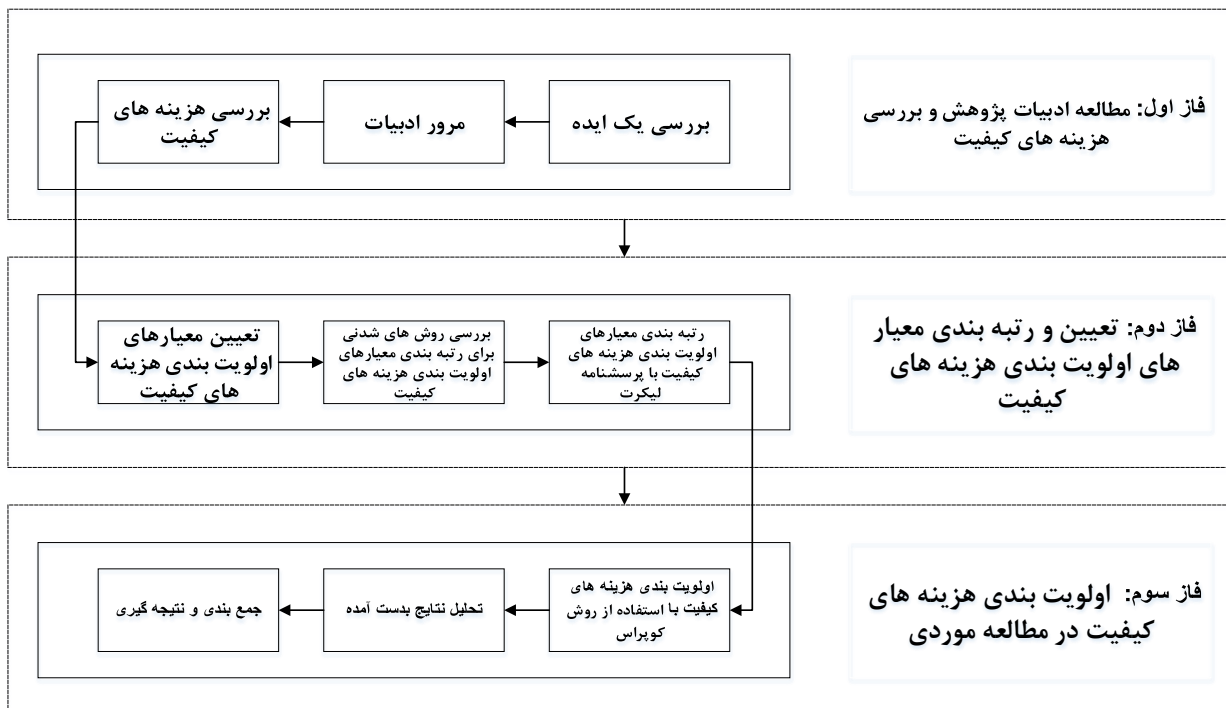 فاز اول: مطالعه ادبیات پژوهش و بررسی
هزینه های کیفیت
بررسی یک ایده
مرور ادبیات
بررسی هزینه های
کیفیت
فاز دوم: تعیین و رتبه بندی معیار
های اولویت بندی هزینه های
کیفیت
تعیین معیارهای
اولویت بندی هزینه
های کیفیت
بررسی روش های شدنی
برای رتبه بندی معیارهای
اولویت بندی هزینه های
کیفیت
رتبه بندی معیارهای
اولویت بندی هزینه های
کیفیت با پرسشنامه
لیکرت
فاز سوم: اولویت بندی هزینه های
کیفیت در مطالعه موردی
اولویت بندی هزینه های
کیفیت با استفاده از روش
کوپراس
تحلیل نتایج بدست آمده
جمع بندی و نتیجه گیری